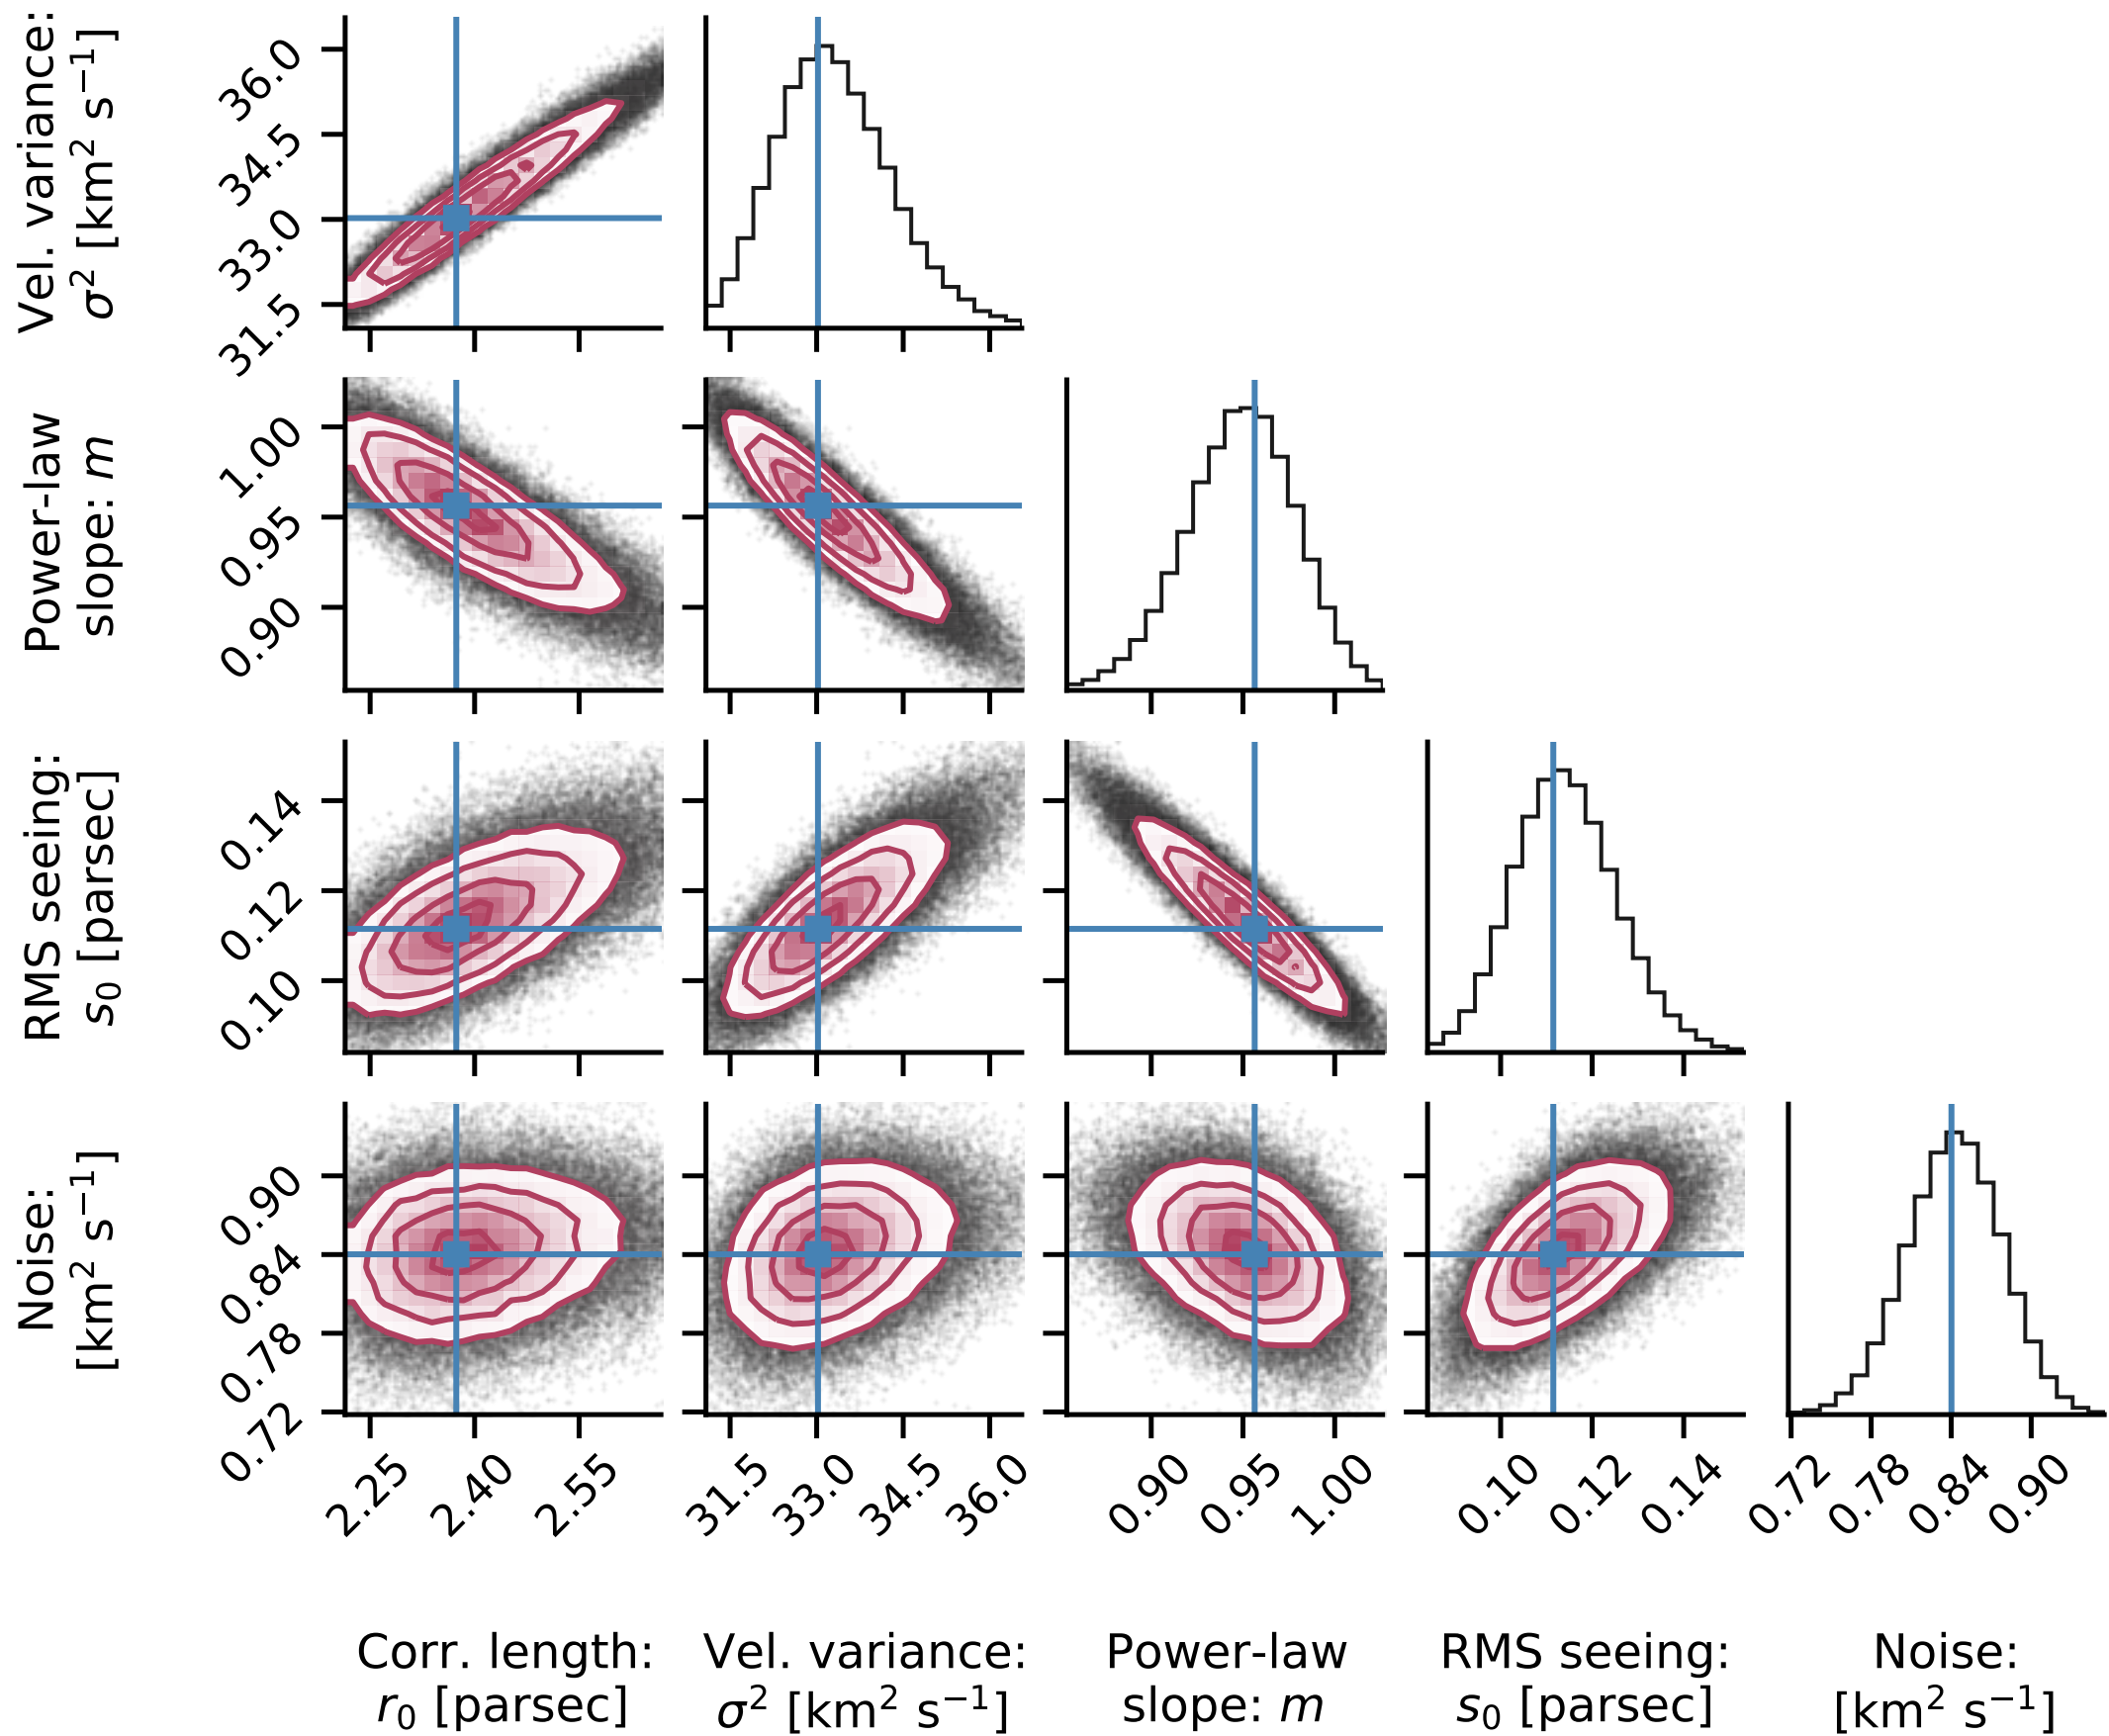 Vel. variance:
σ² [km² s⁻¹]
36.0
34.5
33.0
31.5
Power-law
slope: m
1.00
0.95
0.90
RMS seeing:
s₀ [parsec]
0.14
0.12
0.10
Noise:
[km² s⁻¹]
0.90
0.84
0.78
0.72
2.25 2.40 2.55 31.5 33.0 34.5 36.0 0.90 0.95 1.00 0.10 0.12 0.14 0.72 0.78 0.84 0.90
Corr. length: Vel. variance: Power-law RMS seeing: Noise:
r₀ [parsec] σ² [km² s⁻¹] slope: m s₀ [parsec] [km² s⁻¹]